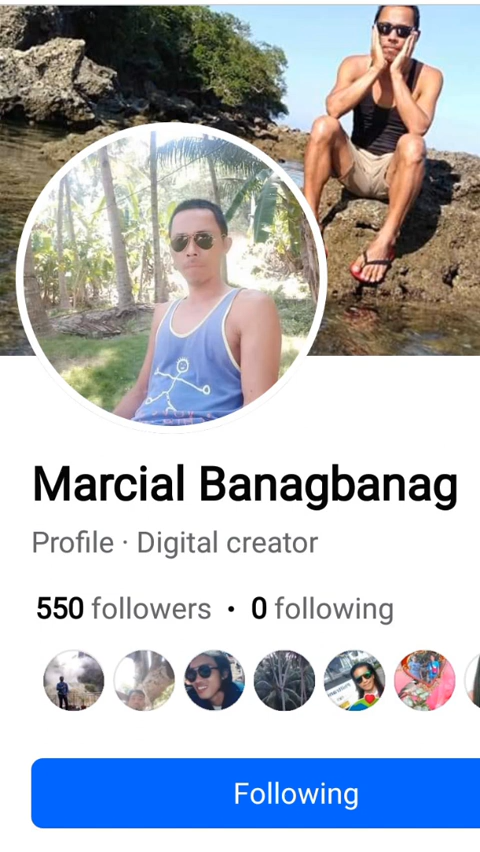 Marcial Banagbanag
Profile · Digital creator
550 followers • 0 following
Following